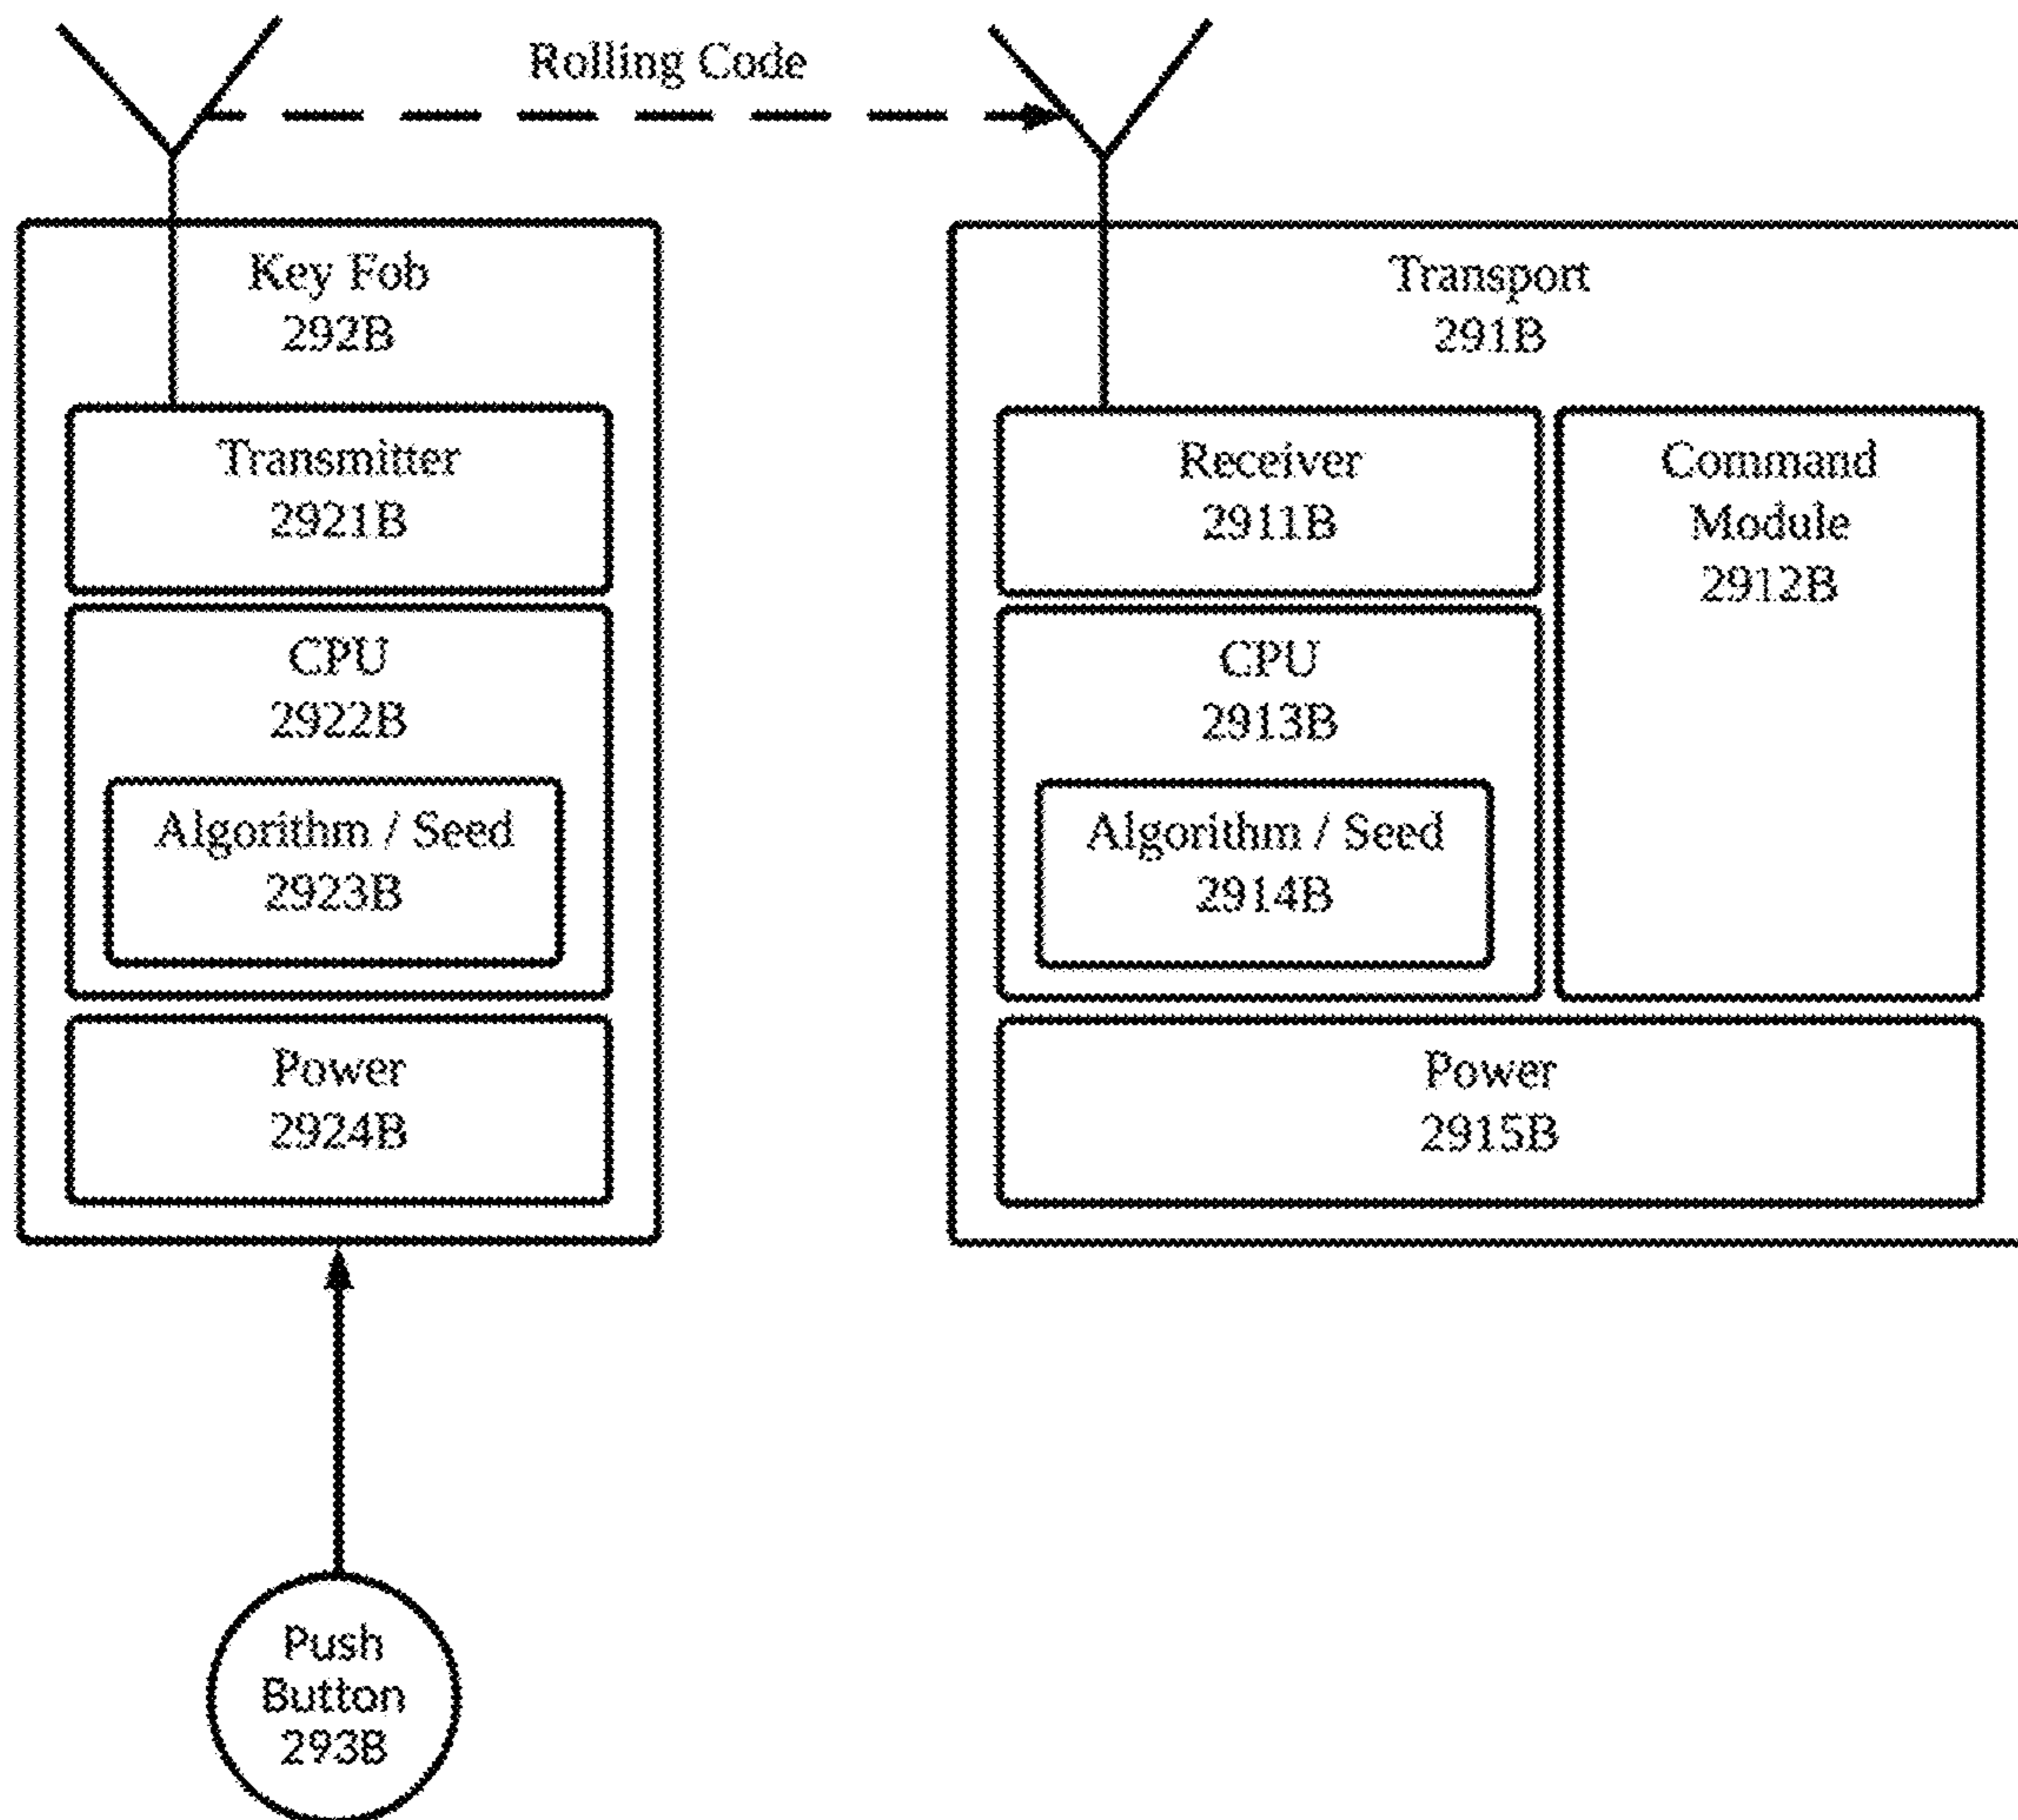 Rolling Code
Key Fob
292B
Transmitter
2921B
CPU
2922B
Algorithm / Seed
2923B
Power
2924B
Transport
291B
Receiver
2911B
Command
Module
2912B
CPU
2913B
Algorithm / Seed
2914B
Power
2915B
Push
Button
293B